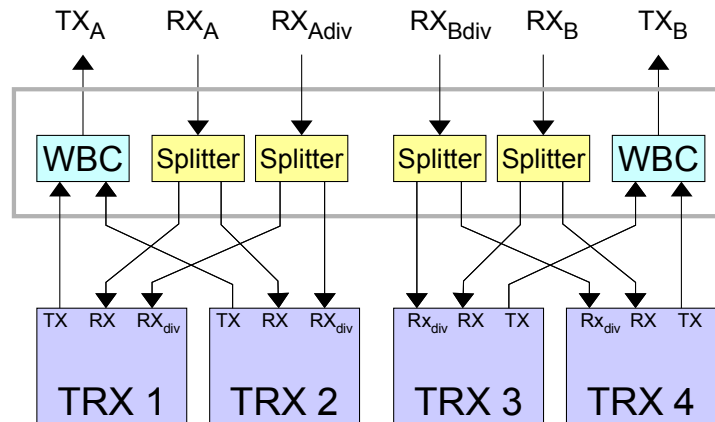 TXA RXA RXAdiv RXBdiv RXB TXB
WBC Splitter Splitter Splitter Splitter WBC
TX RX RXdiv TX RX RXdiv Rxdiv RX TX Rxdiv RX TX
TRX 1 TRX 2 TRX 3 TRX 4